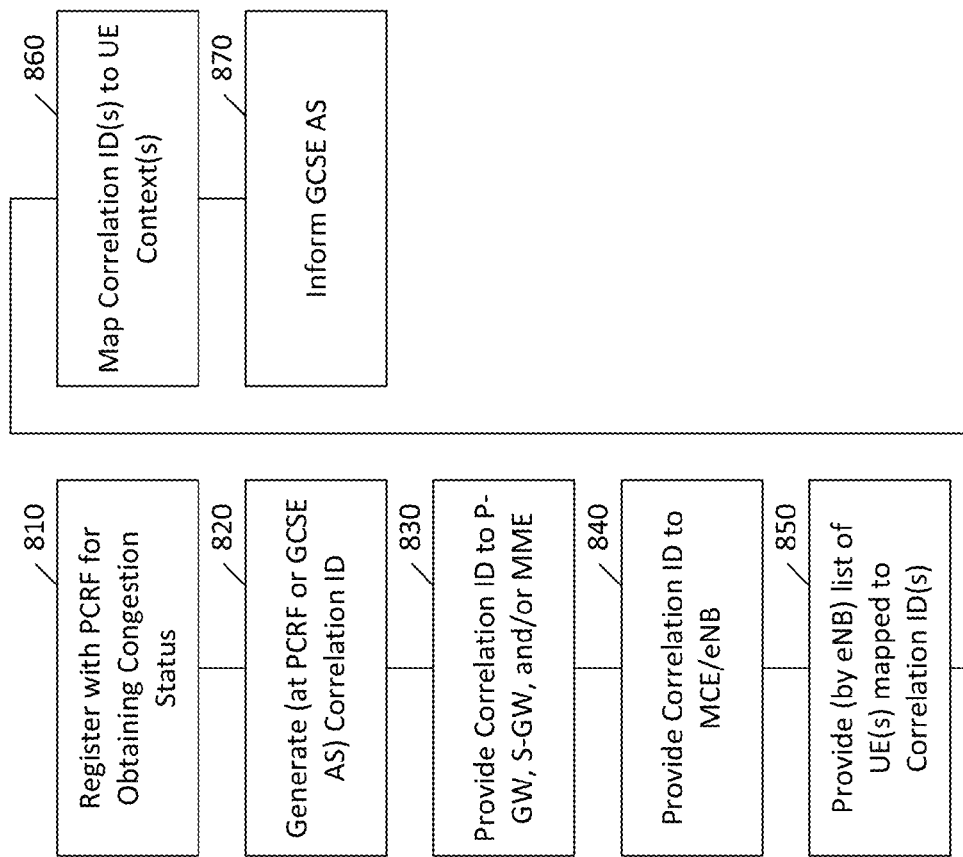 810
Register with PCRF for
Obtaining Congestion
Status
820
Generate (at PCRF or GCSE
AS) Correlation ID
830
Provide Correlation ID to P-
GW, S-GW, and/or MME
840
Provide Correlation ID to
MCE/eNB
850
Provide (by eNB) list of
UE(s) mapped to
Correlation ID(s)
860
Map Correlation ID(s) to UE
Context(s)
870
Inform GCSE AS